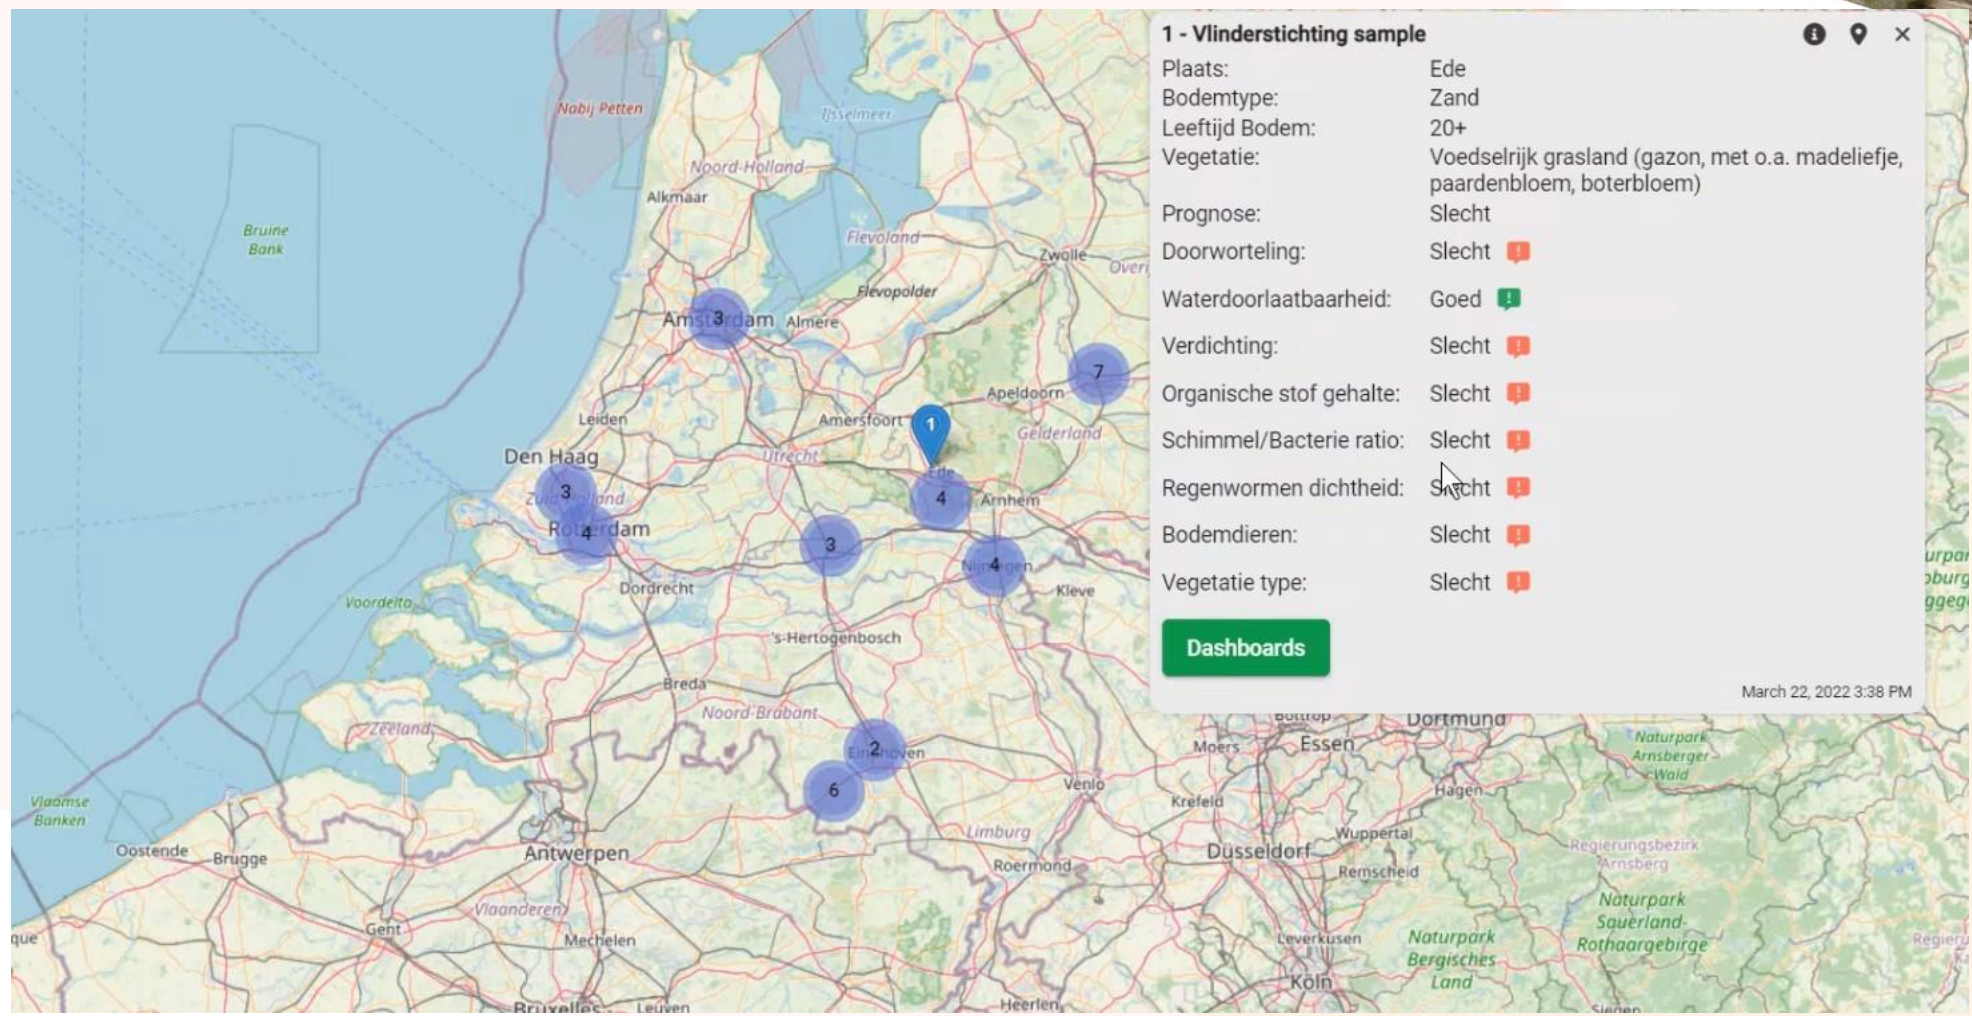 1 - Vlinderstichting sample
Plaats: Ede
Bodemtype: Zand
Leeftijd Bodem: 20+
Vegetatie: Voedselrijk grasland (gazon, met o.a. madeliefje,
paardenbloem, boterbloem)
Prognose: Slecht
Doorworteling: Slecht
Waterdoorlaatbaarheid: Goed
Verdichting: Slecht
Organische stof gehalte: Slecht
Schimmel/Bacterie ratio: Slecht
Regenwormen dichtheid: Slecht
Bodemdieren: Slecht
Vegetatie type: Slecht
Dashboards
March 22, 2022 3:38 PM
Nabij Petten
IJsselmeer
Noord-Holland
Alkmaar
Bruine
Bank
Flevoland
Zwolle
Flevopolder
Amsterdam
3
Almere
7
Apeldoorn
Leiden
Amersfoort
1
Gelderland
Den Haag
Utrecht
Ede
3
Zuid-Holland
4
Arnhem
Rotterdam
4
3
Nijmegen
4
Dordrecht
Kleve
Voordelta
's-Hertogenbosch
Breda
Noord-Brabant
Zeeland
Bottrop
Dortmund
Moers
Essen
Naturpark
Arnsberger
Wald
2
Eindhoven
6
Venlo
Krefeld
Hagen
Vlaamse
Banken
Limburg
Wuppertal
Oostende
Brugge
Antwerpen
Roermond
Düsseldorf
Remscheid
Regierungsbezirk
Arnsberg
Vlaanderen
Gent
Mechelen
Leverkusen
Naturpark
Bergisches
Land
Naturpark
Sauerland-
Rothaargebirge
Köln
Bruxelles
Leuven
Heerlen
Siegen